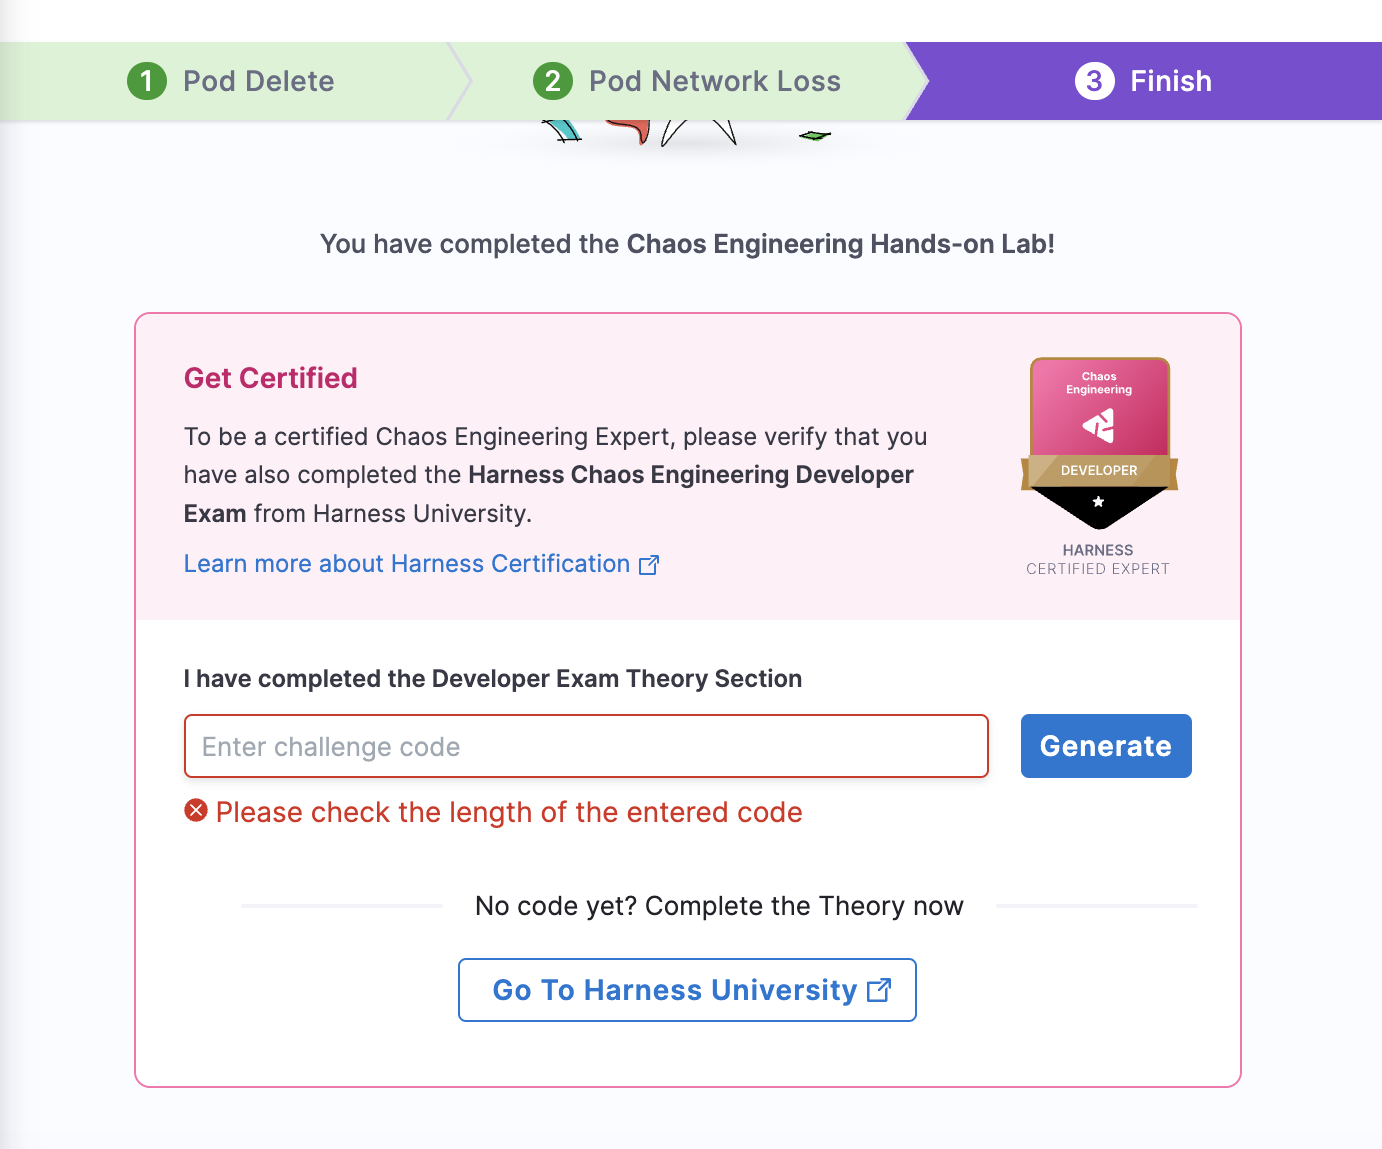 1 Pod Delete
2 Pod Network Loss
3 Finish
You have completed the Chaos Engineering Hands-on Lab!
Get Certified
To be a certified Chaos Engineering Expert, please verify that you
have also completed the Harness Chaos Engineering Developer
Exam from Harness University.
Learn more about Harness Certification
Chaos
Engineering
DEVELOPER
HARNESS
CERTIFIED EXPERT
I have completed the Developer Exam Theory Section
Enter challenge code
Generate
Please check the length of the entered code
No code yet? Complete the Theory now
Go To Harness University